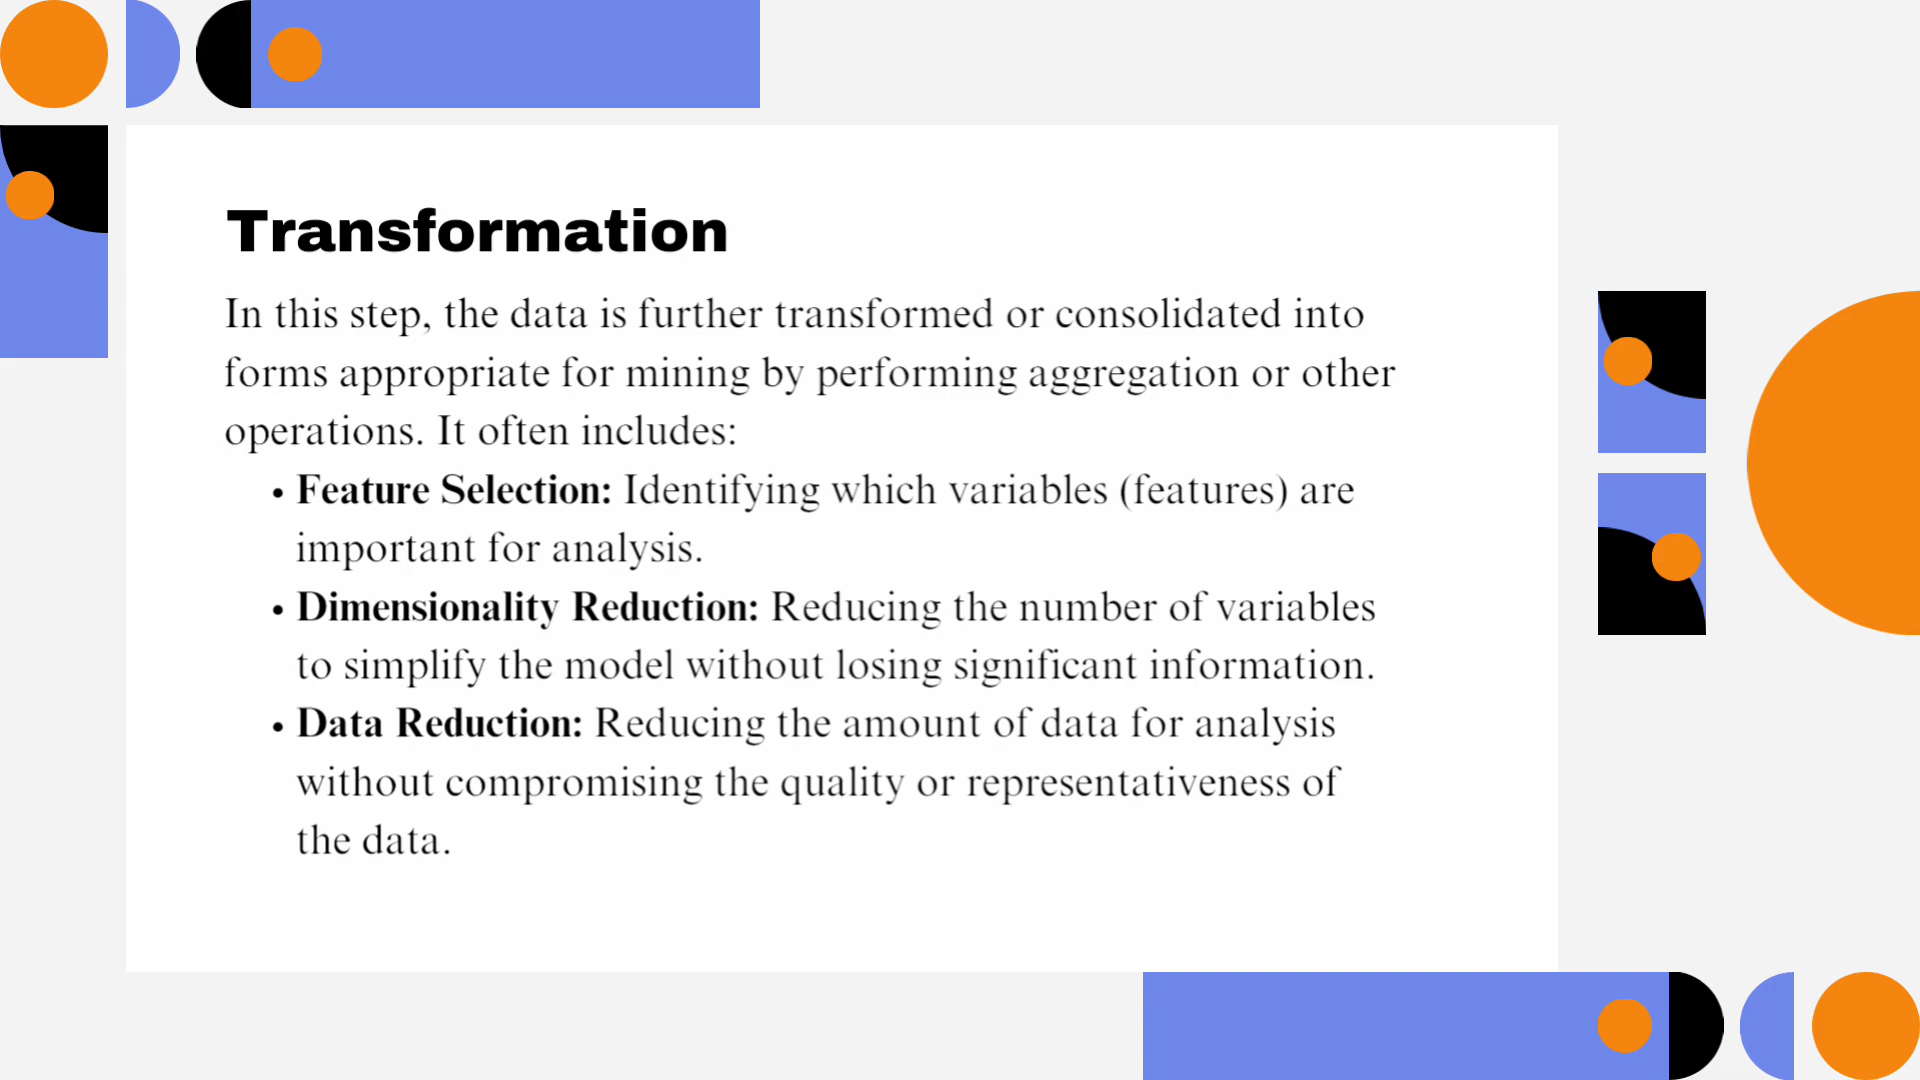 Transformation
In this step, the data is further transformed or consolidated into
forms appropriate for mining by performing aggregation or other
operations. It often includes:
• Feature Selection: Identifying which variables (features) are
important for analysis.
• Dimensionality Reduction: Reducing the number of variables
to simplify the model without losing significant information.
• Data Reduction: Reducing the amount of data for analysis
without compromising the quality or representativeness of
the data.